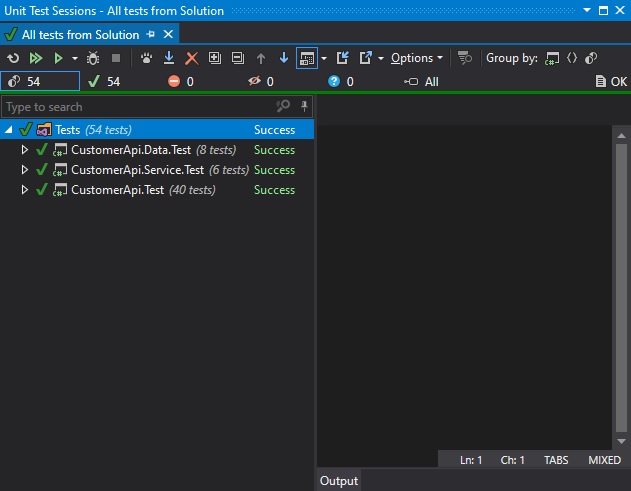 Unit Test Sessions - All tests from Solution
All tests from Solution
Options Group by:
54 54 0 0 0 All OK
Type to search
Tests (54 tests) Success
CustomerApi.Data.Test (8 tests) Success
CustomerApi.Service.Test (6 tests) Success
CustomerApi.Test (40 tests) Success
Ln: 1 Ch: 1 TABS MIXED
Output